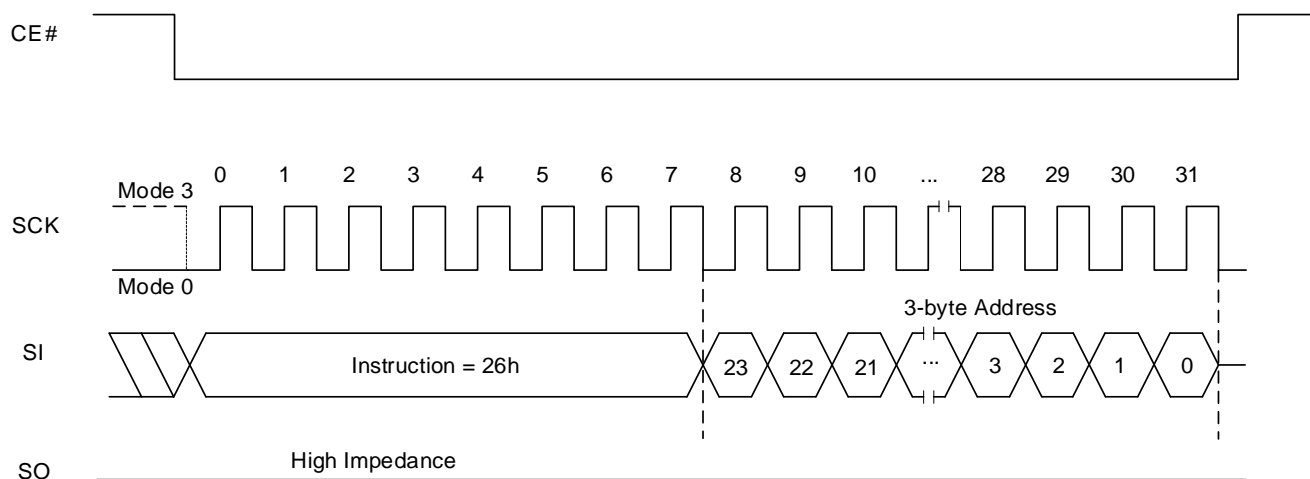 CE#
0 1 2 3 4 5 6 7 8 9 10 ... 28 29 30 31
Mode 3
SCK
Mode 0
3-byte Address
SI
Instruction = 26h
23 22 21 ... 3 2 1 0
High Impedance
SO